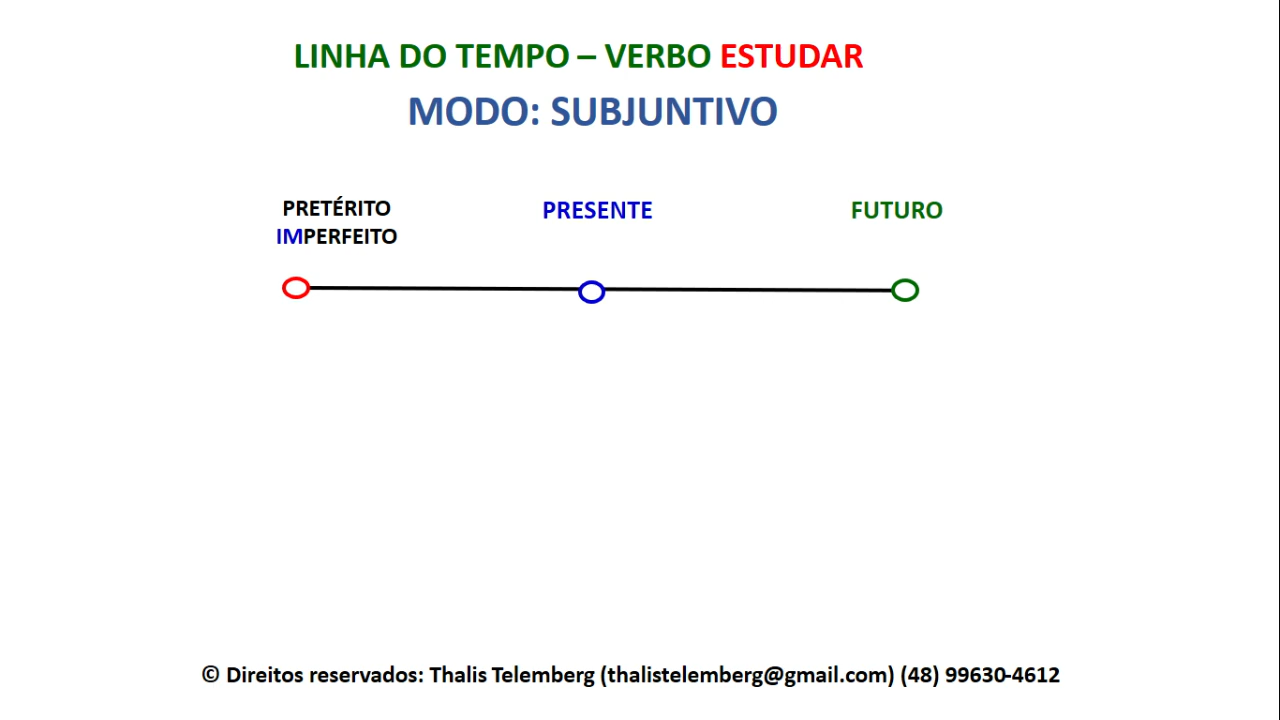 LINHA DO TEMPO – VERBO ESTUDAR
MODO: SUBJUNTIVO
PRETÉRITO
IMPERFEITO
PRESENTE
FUTURO
© Direitos reservados: Thalis Telemberg (thalistelemberg@gmail.com) (48) 99630-4612